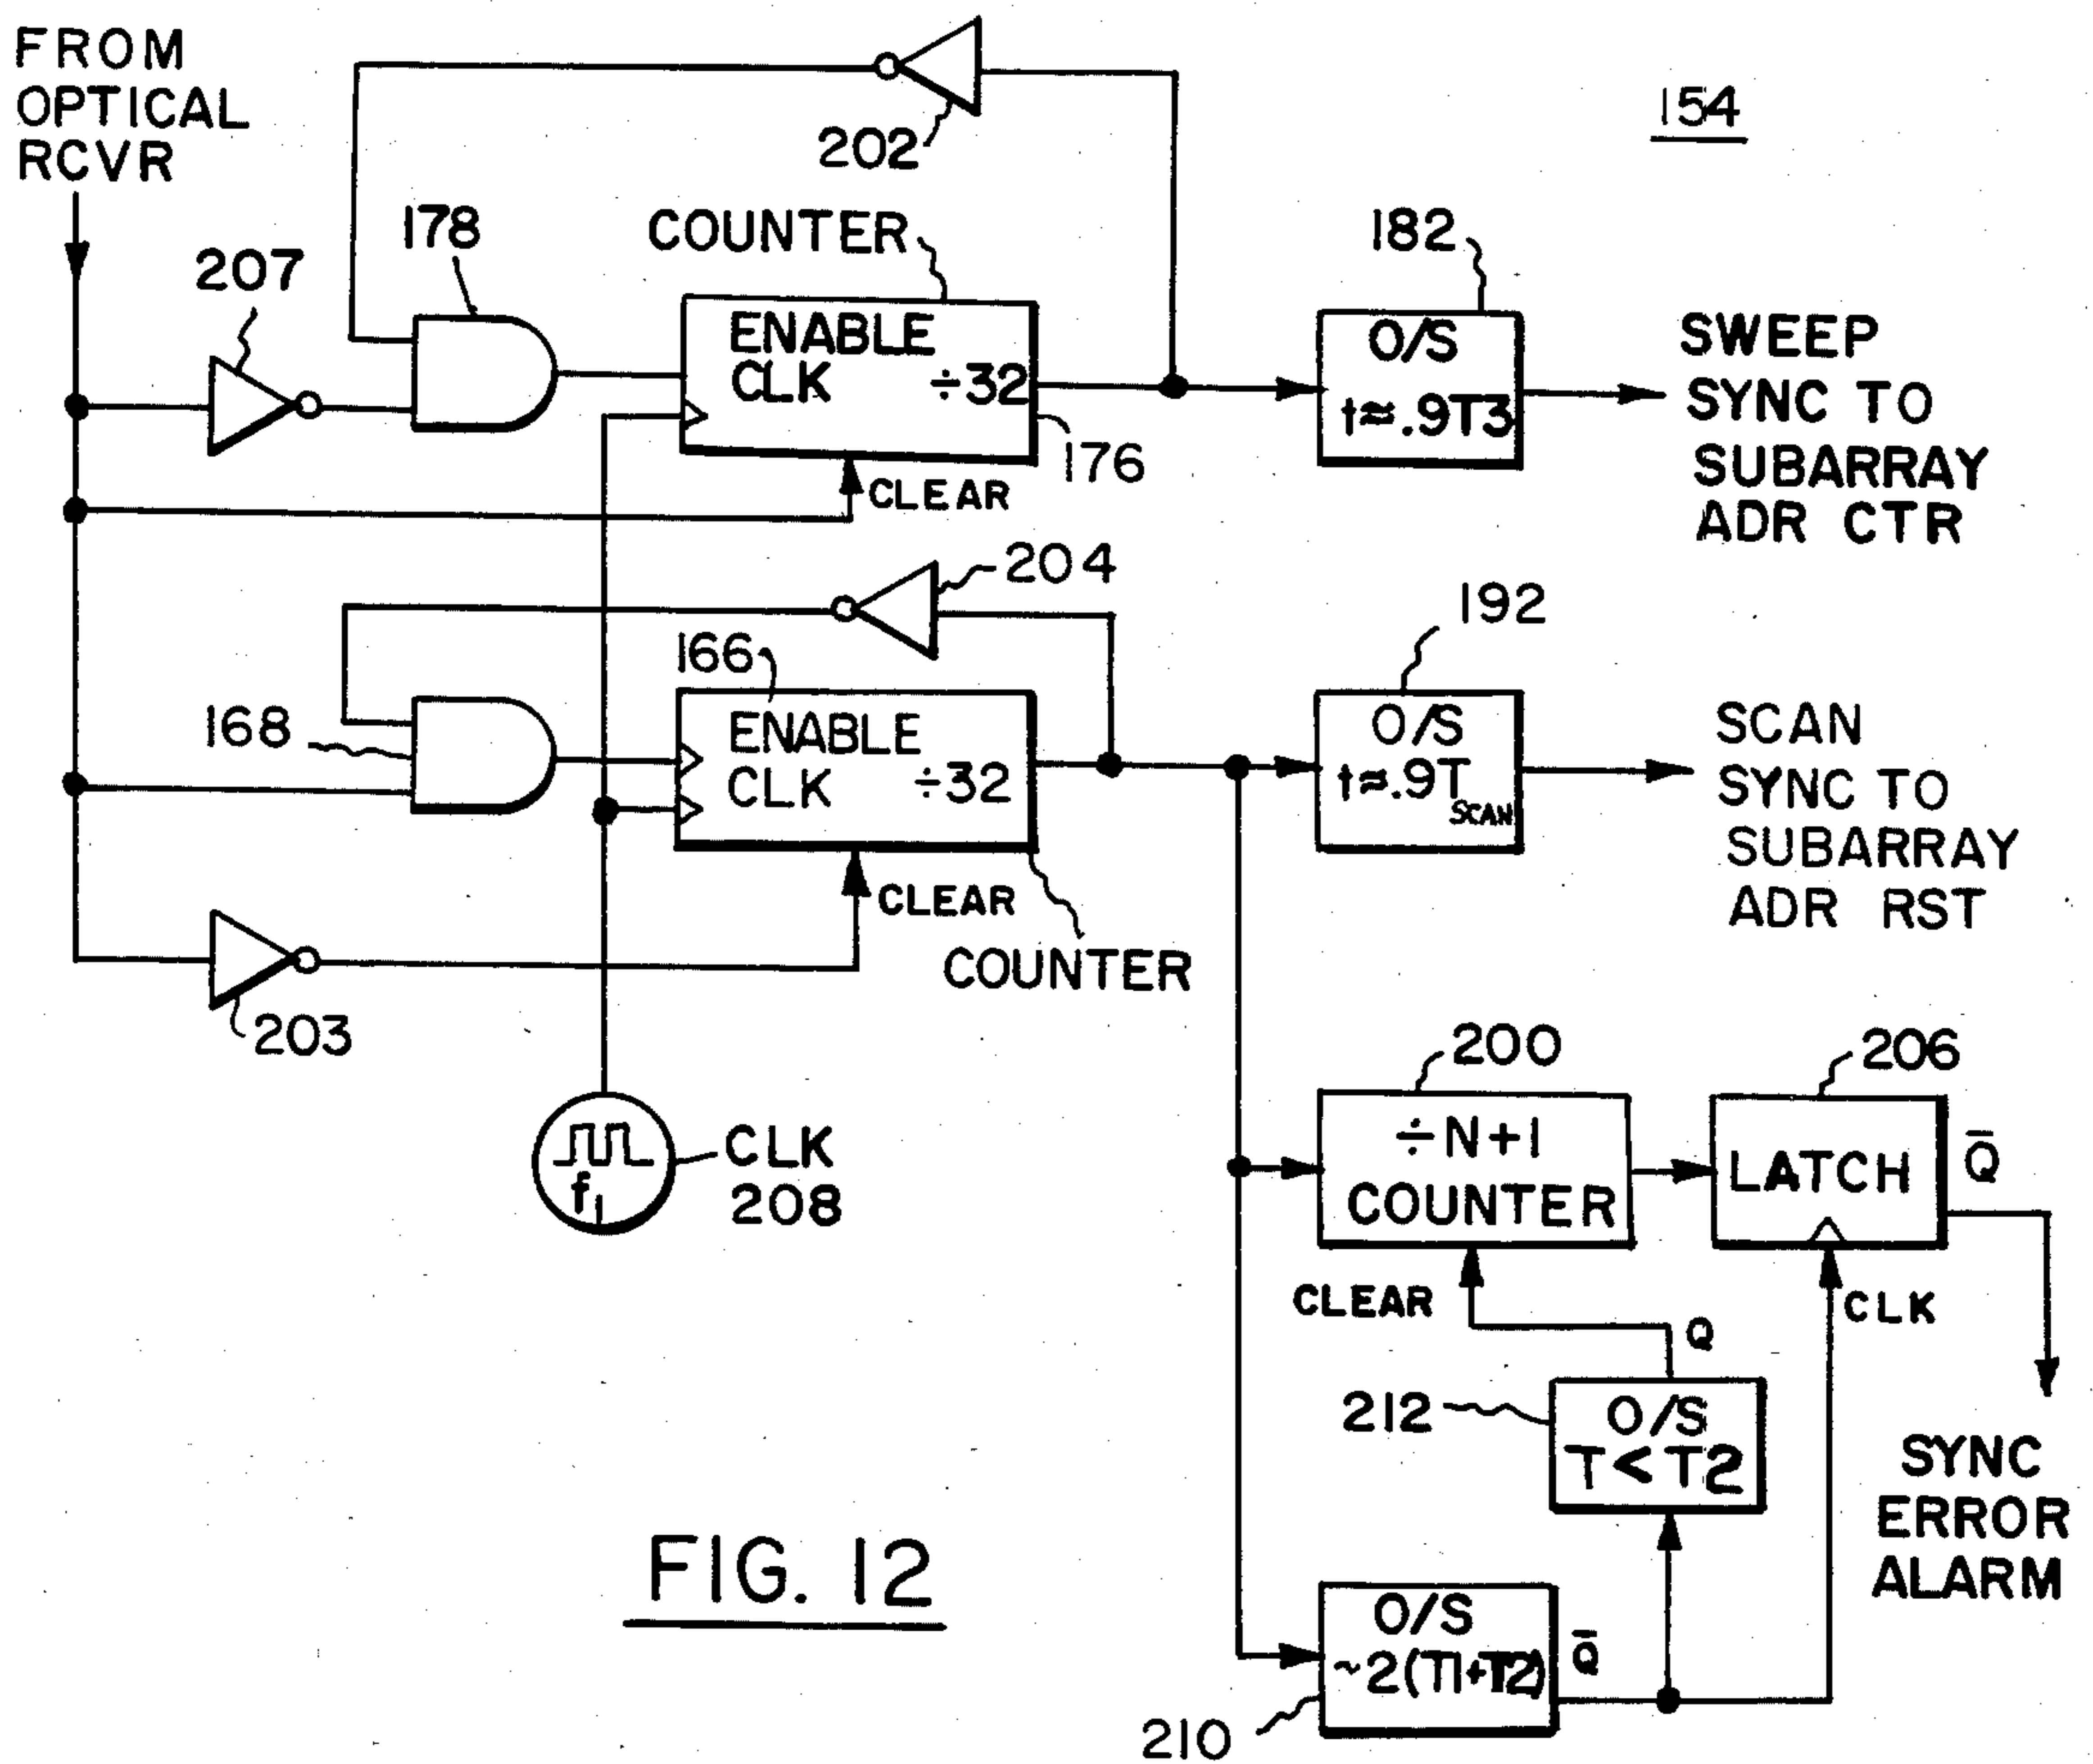 FROM
OPTICAL
RCVR
202
154
178
COUNTER
182
207
ENABLE
CLK
÷32
O/S
t≈.9T3
SWEEP
SYNC TO
SUBARRAY
ADR CTR
176
CLEAR
204
192
166
168
ENABLE
CLK
÷32
O/S
t≈.9T
SCAN
SCAN
SYNC TO
SUBARRAY
ADR RST
CLEAR
COUNTER
203
200
206
CLK
208
f1
÷N+1
COUNTER
LATCH
Q̅
CLEAR
Q
CLK
212
O/S
T<T2
SYNC
ERROR
ALARM
FIG. 12
O/S
~2(T1+T2)
Q̅
210